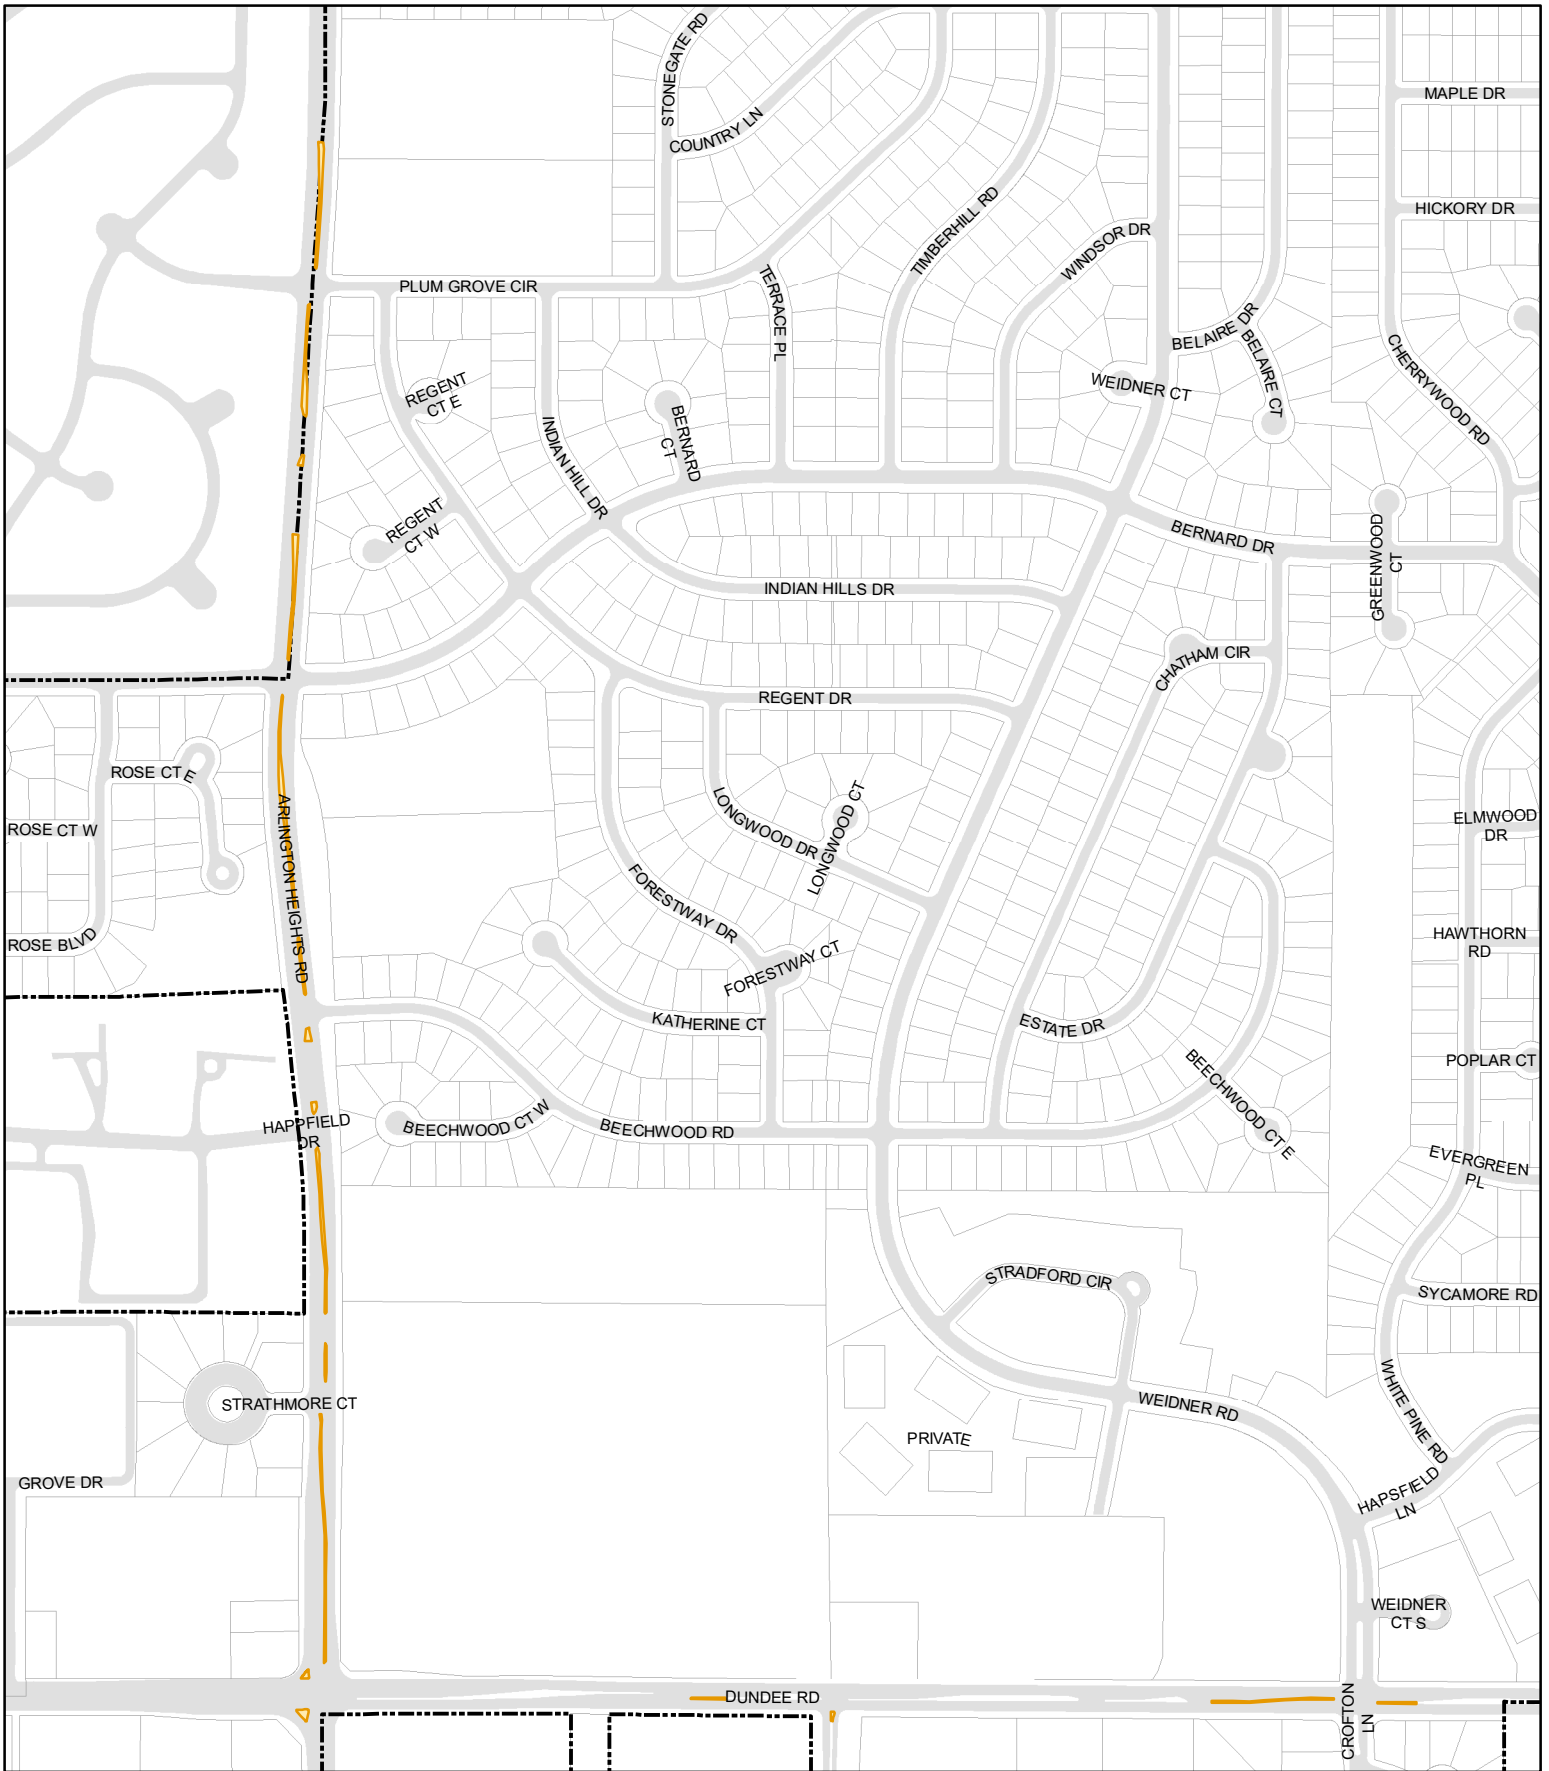 STONEGATE RD
COUNTRY LN
MAPLE DR
HICKORY DR
TIMBERHILL RD
WINDSOR DR
PLUM GROVE CIR
TERRACE PL
BELAIRE DR
BELAIRE CT
CHERRYWOOD RD
WEIDNER CT
REGENT
CT E
BERNARD
CT
INDIAN HILL DR
REGENT
CT W
BERNARD DR
GREENWOOD
CT
INDIAN HILLS DR
CHATHAM CIR
REGENT DR
ROSE CT E
ROSE CT W
ARLINGTON HEIGHTS RD
LONGWOOD DR
LONGWOOD CT
ELMWOOD
DR
FORESTWAY DR
ROSE BLVD
HAWTHORN
RD
FORESTWAY CT
KATHERINE CT
ESTATE DR
BEECHWOOD CT E
POPLAR CT
HAPPFIELD
DR
BEECHWOOD CT W
BEECHWOOD RD
EVERGREEN
PL
STRADFORD CIR
SYCAMORE RD
STRATHMORE CT
WEIDNER RD
WHITE PINE RD
PRIVATE
GROVE DR
HAPSFIELD
LN
WEIDNER
CT S
DUNDEE RD
CROFTON
LN